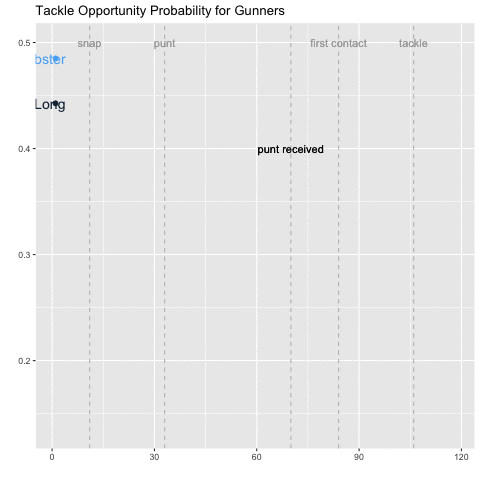 Tackle Opportunity Probability for Gunners
0.5
snap
punt
first contact
tackle
bster
Long
0.4
punt received
0.3
0.2
0
30
60
90
120